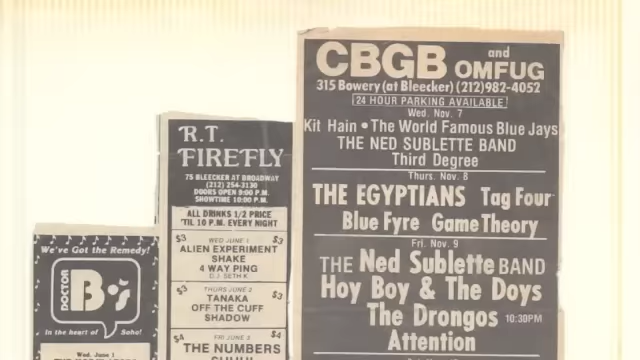 We've Got the Remedy!
DOCTOR
B's
In the heart of Soho!
Wed. June 1
R.T.
FIREFLY
75 BLEECKER AT BROADWAY
(212) 254-3130
DOORS OPEN 9:00 P.M.
SHOWTIME 10:00 P.M.
ALL DRINKS 1/2 PRICE
'TIL 10 P.M. EVERY NIGHT
$3 WED JUNE 1 $3
ALIEN EXPERIMENT
SHAKE
4 WAY PING
D.J. SETH K
$3 THURS JUNE 2 $3
TANAKA
OFF THE CUFF
SHADOW
$4 FRI JUNE 3 $4
THE NUMBERS
CBGB and
OMFUG
315 Bowery (at Bleecker) (212) 982-4052
24 HOUR PARKING AVAILABLE
Wed. Nov. 7
Kit Hain • The World Famous Blue Jays
THE NED SUBLETTE BAND
Third Degree
Thurs. Nov. 8
THE EGYPTIANS Tag Four
Blue Fyre Game Theory
Fri. Nov. 9
THE Ned Sublette BAND
Hoy Boy & The Doys
The Drongos 10:30PM
Attention